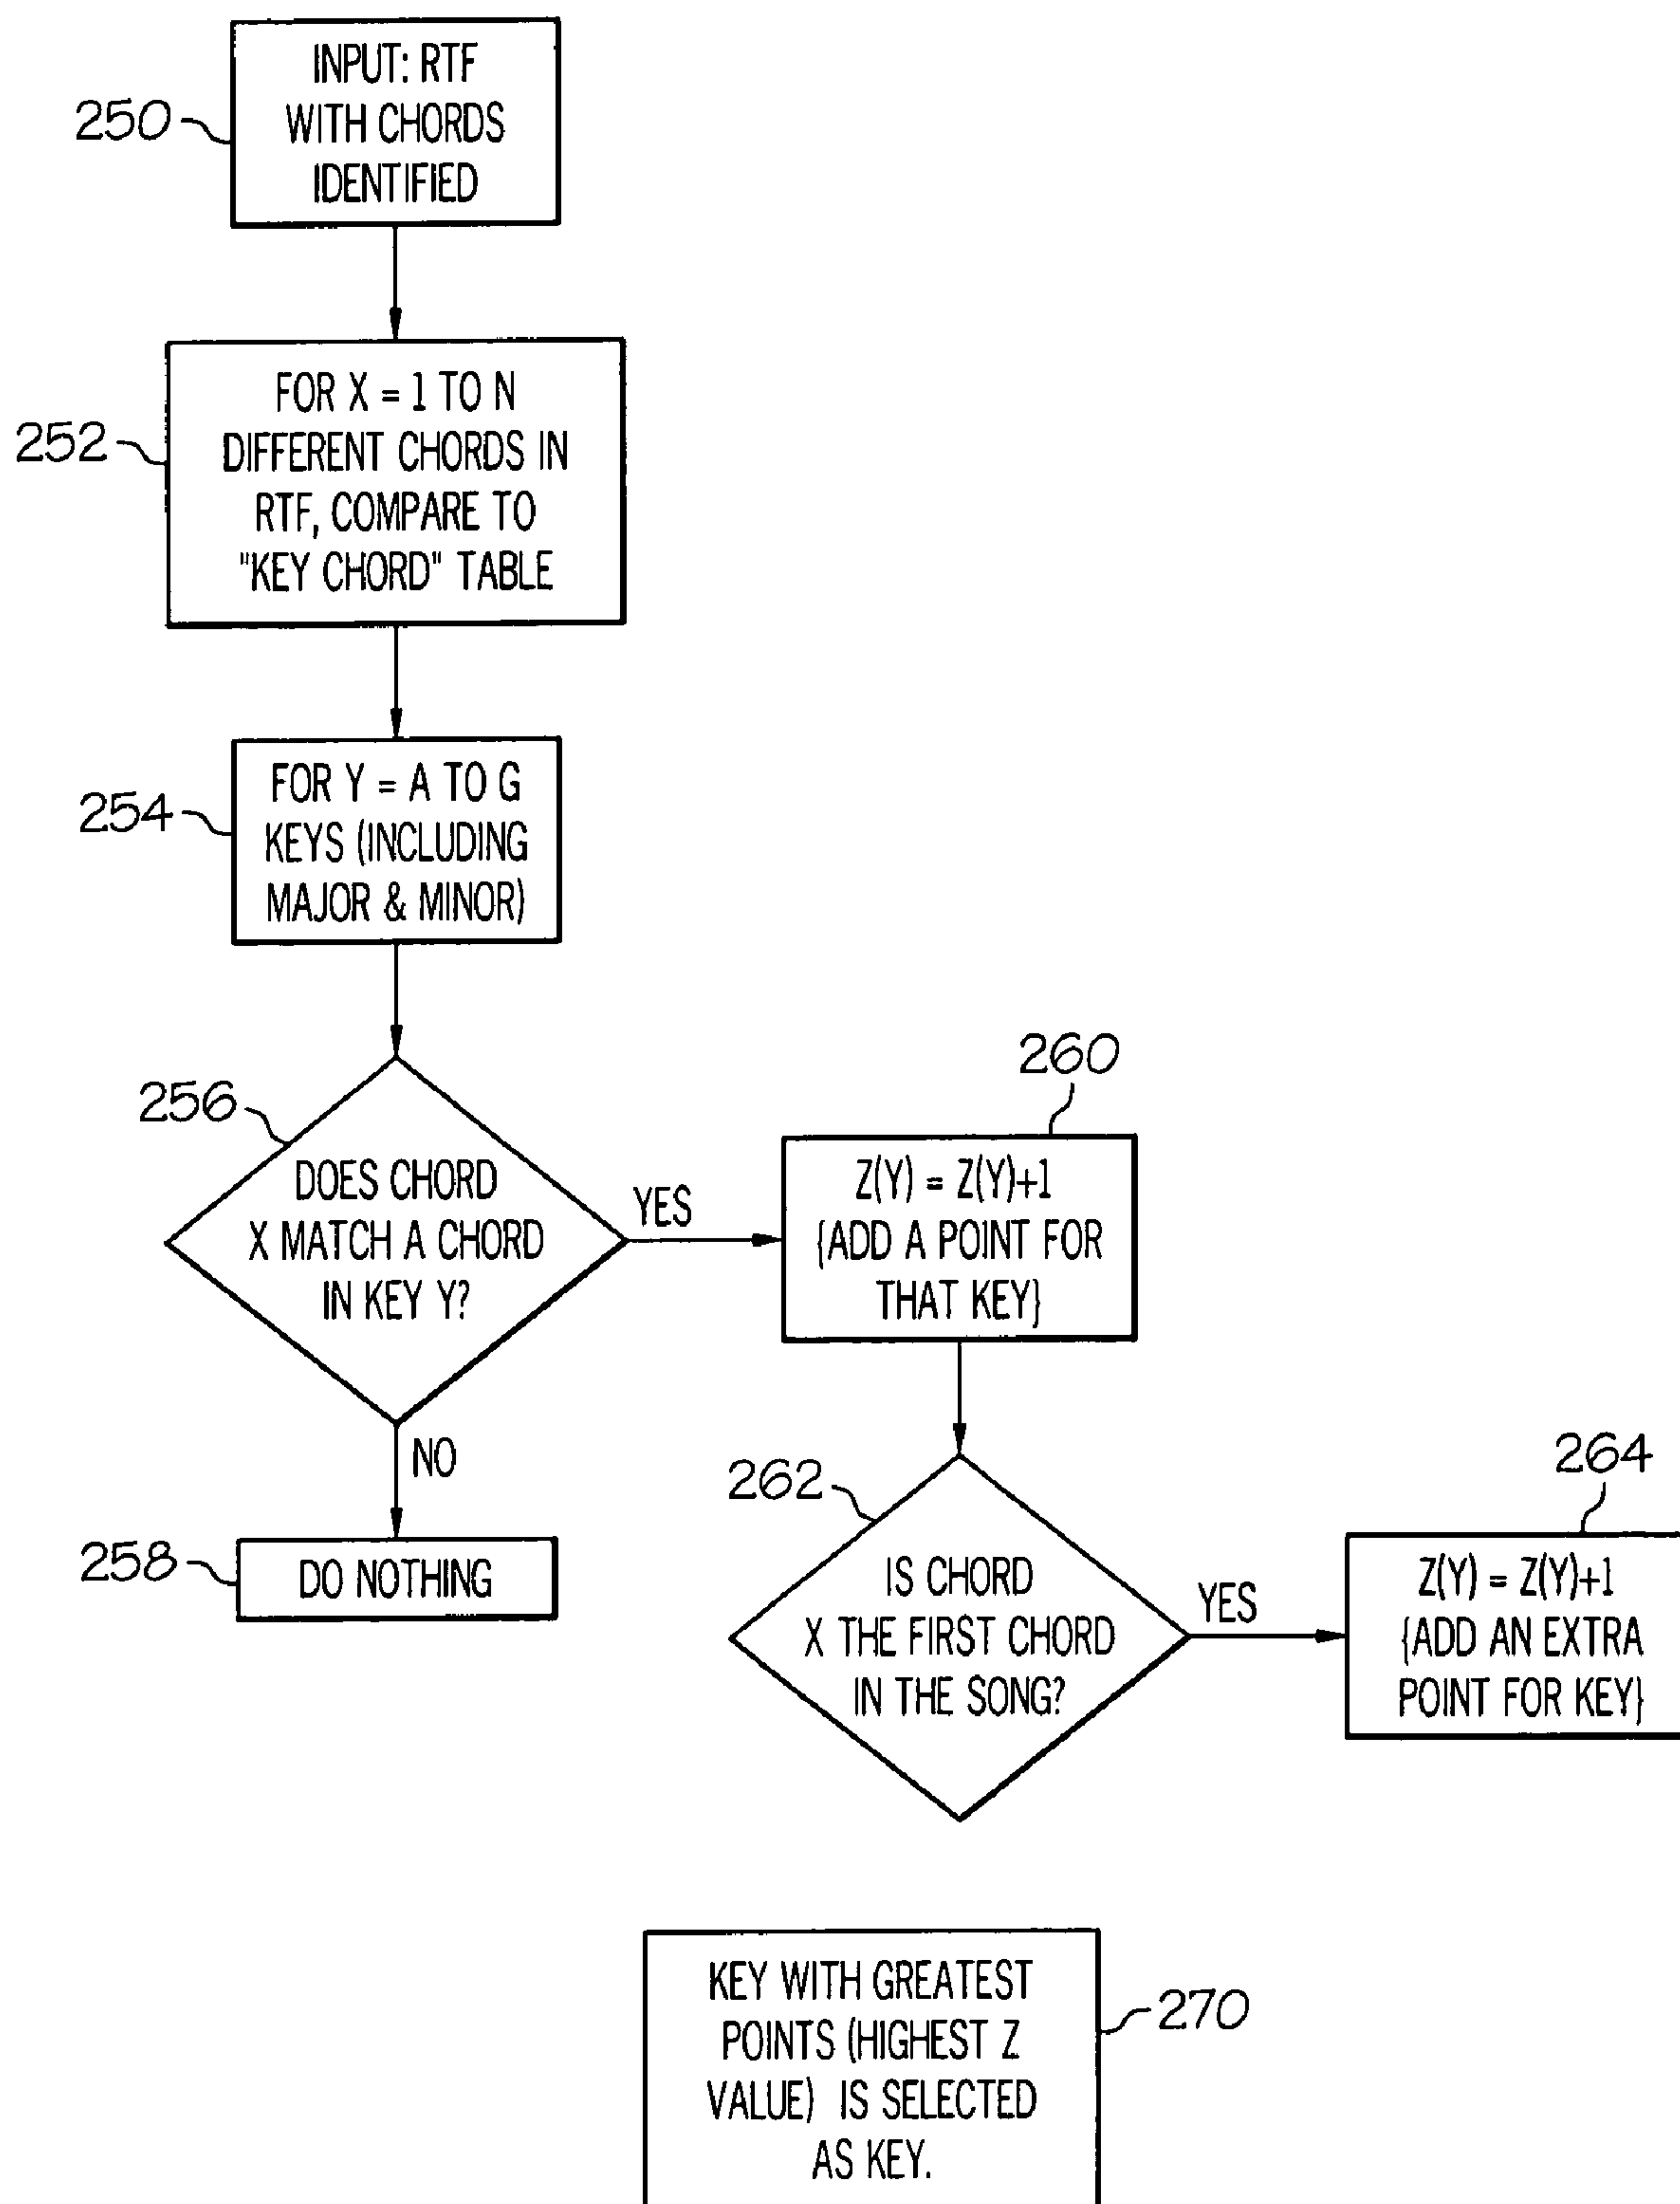 INPUT: RTF
WITH CHORDS
IDENTIFIED
250
FOR X = 1 TO N
DIFFERENT CHORDS IN
RTF, COMPARE TO
"KEY CHORD" TABLE
252
FOR Y = A TO G
KEYS (INCLUDING
MAJOR & MINOR)
254
256
DOES CHORD
X MATCH A CHORD
IN KEY Y?
YES
NO
258
DO NOTHING
260
Z(Y) = Z(Y)+1
{ADD A POINT FOR
THAT KEY}
262
IS CHORD
X THE FIRST CHORD
IN THE SONG?
YES
264
Z(Y) = Z(Y)+1
{ADD AN EXTRA
POINT FOR KEY}
KEY WITH GREATEST
POINTS (HIGHEST Z
VALUE) IS SELECTED
AS KEY.
270